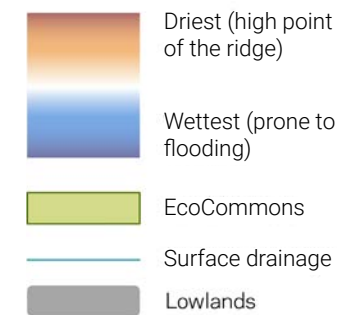 Driest (high point
of the ridge)
Wettest (prone to
flooding)
EcoCommons
Surface drainage
Lowlands